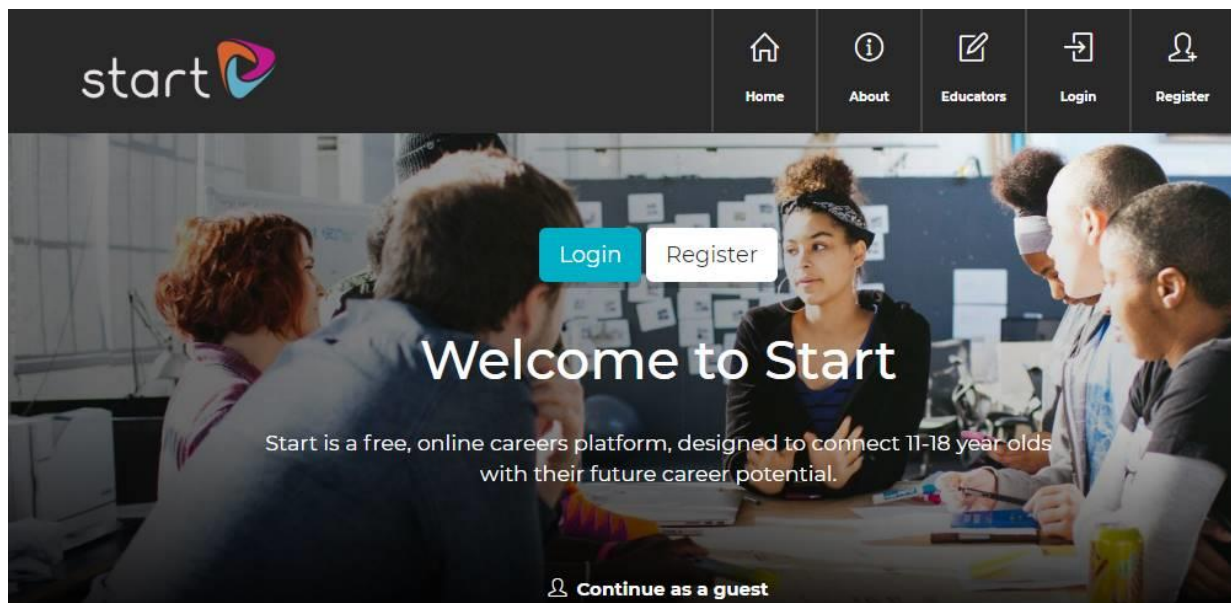 start
Home About Educators Login Register
Login Register
Welcome to Start
Start is a free, online careers platform, designed to connect 11-18 year olds
with their future career potential.
Continue as a guest